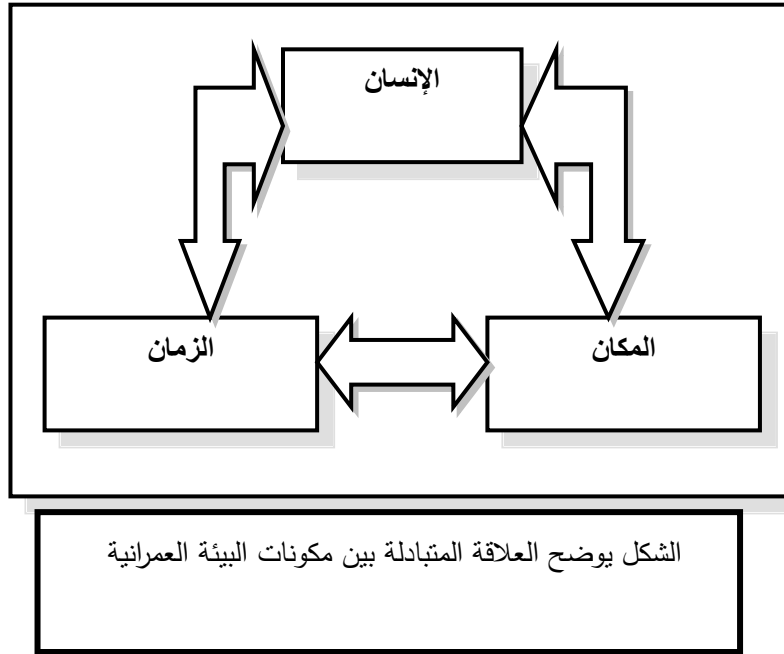 الإنسان
المكان
الزمان
الشكل يوضح العلاقة المتبادلة بين مكونات البيئة العمرانية